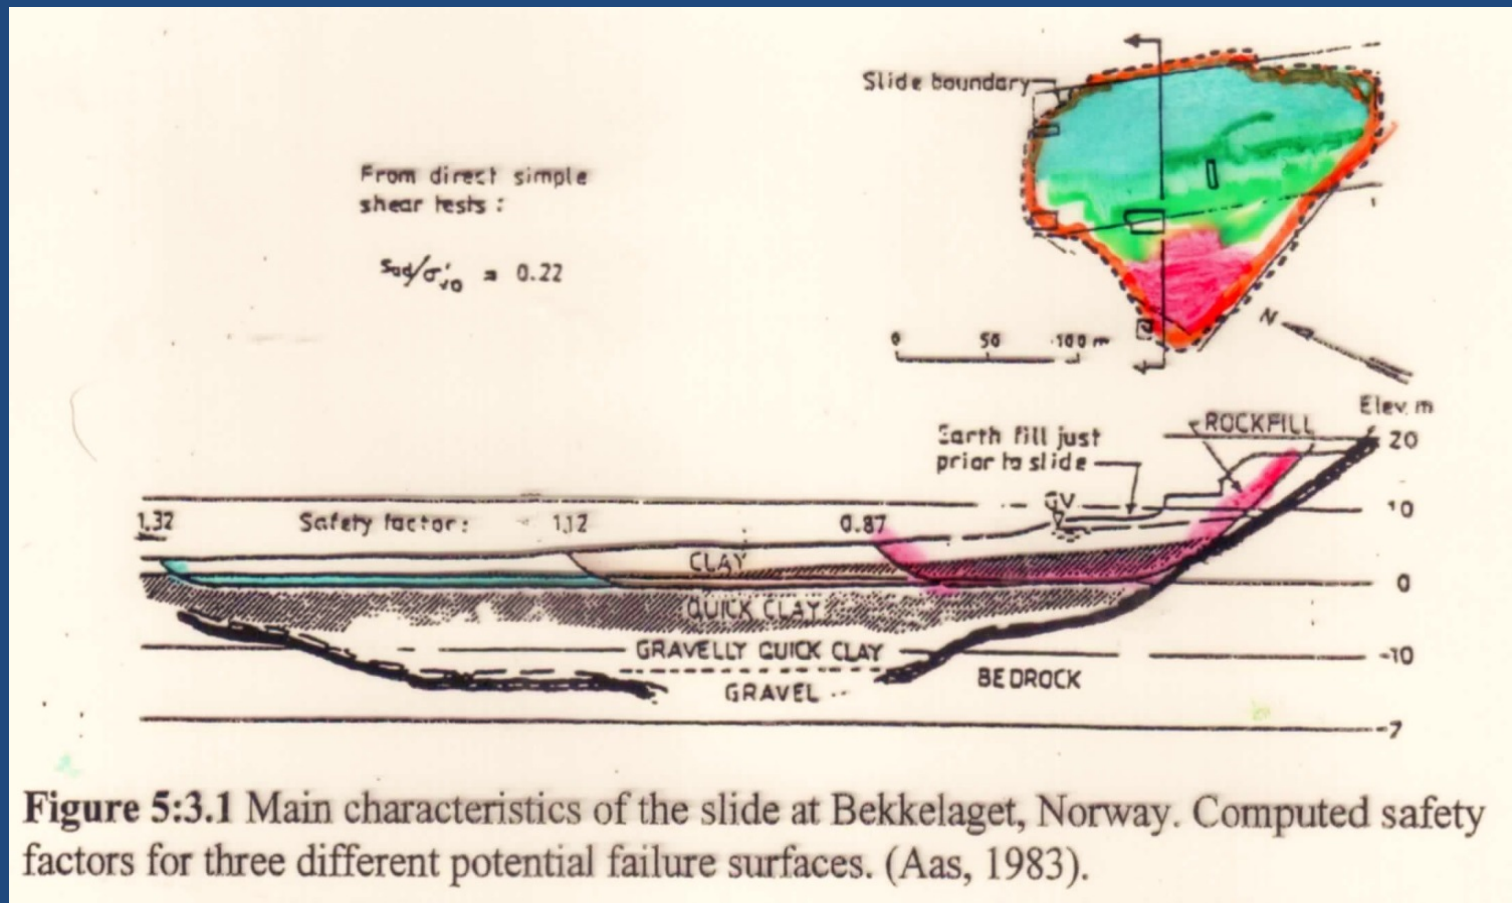 Slide boundary
From direct simple
shear tests :
sud/σ'vo = 0.22
0 50 100 m
N
Elev. m
ROCKFILL
20
Earth fill just
prior to slide
GV
10
1.32 Safety factor: 1.12 0.87
CLAY
0
QUICK CLAY
GRAVELLY QUICK CLAY
-10
BEDROCK
GRAVEL
-7
Figure 5:3.1 Main characteristics of the slide at Bekkelaget, Norway. Computed safety
factors for three different potential failure surfaces. (Aas, 1983).